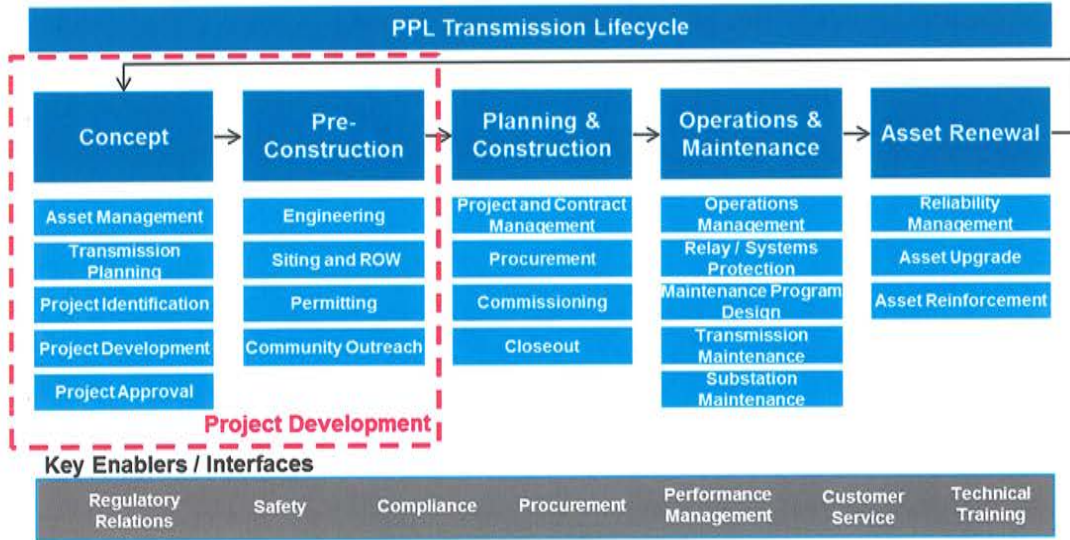 PPL Transmission Lifecycle
Concept
Pre-
Construction
Planning &
Construction
Operations &
Maintenance
Asset Renewal
Asset Management
Transmission
Planning
Project Identification
Project Development
Project Approval
Engineering
Siting and ROW
Permitting
Community Outreach
Project and Contract
Management
Procurement
Commissioning
Closeout
Operations
Management
Relay / Systems
Protection
Maintenance Program
Design
Transmission
Maintenance
Substation
Maintenance
Reliability
Management
Asset Upgrade
Asset Reinforcement
Project Development
Key Enablers / Interfaces
Regulatory
Relations
Safety
Compliance
Procurement
Performance
Management
Customer
Service
Technical
Training